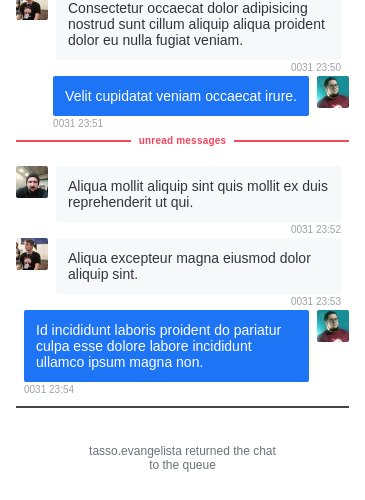 Consectetur occaecat dolor adipisicing
nostrud sunt cillum aliquip aliqua proident
dolor eu nulla fugiat veniam.
0031 23:50
Velit cupidatat veniam occaecat irure.
0031 23:51
unread messages
Aliqua mollit aliquip sint quis mollit ex duis
reprehenderit ut qui.
0031 23:52
Aliqua excepteur magna eiusmod dolor
aliquip sint.
0031 23:53
Id incididunt laboris proident do pariatur
culpa esse dolore labore incididunt
ullamco ipsum magna non.
0031 23:54
tasso.evangelista returned the chat
to the queue